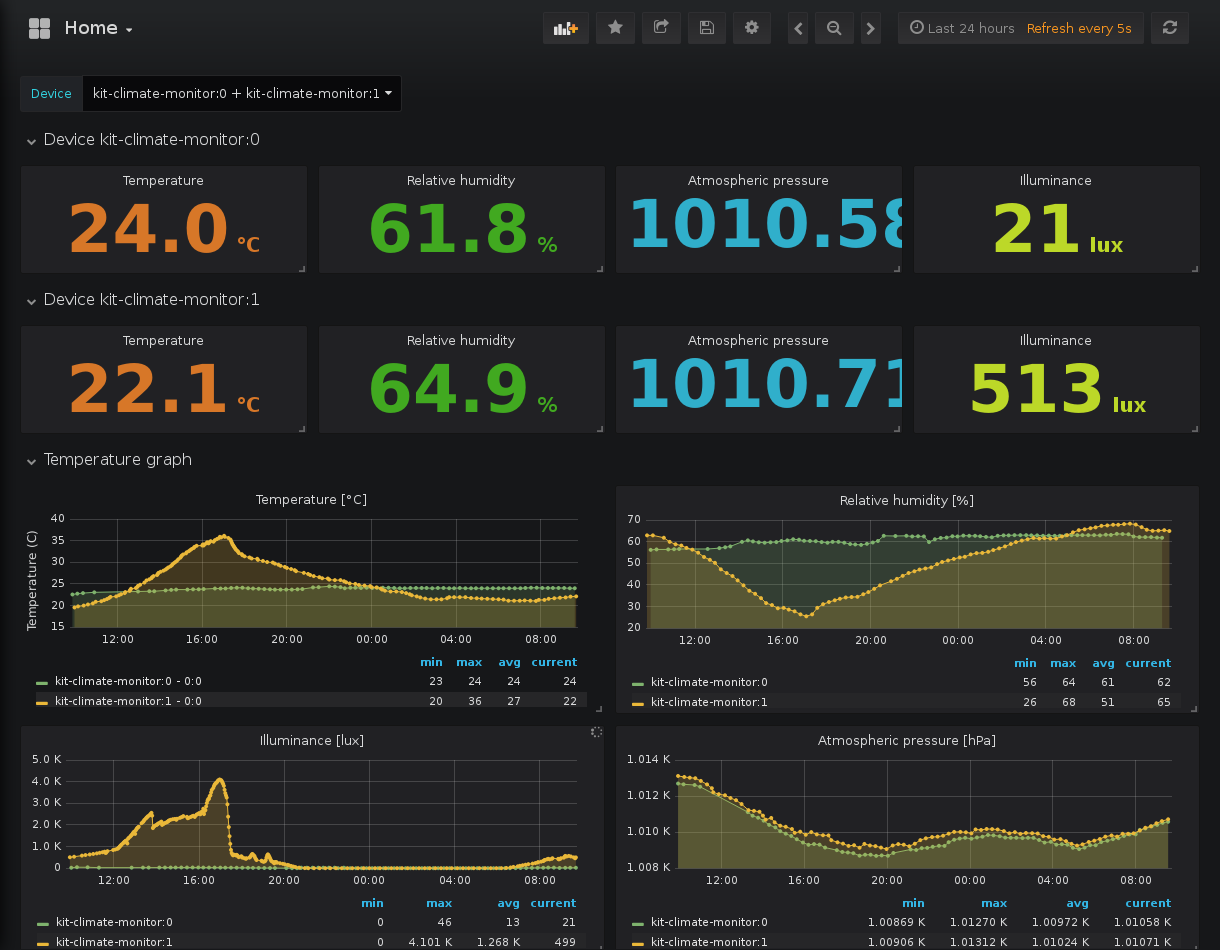 Home
Last 24 hours Refresh every 5s
Device kit-climate-monitor:0 + kit-climate-monitor:1
Device kit-climate-monitor:0
Temperature Relative humidity Atmospheric pressure Illuminance
24.0 °C 61.8 % 1010.58 21 lux
Device kit-climate-monitor:1
Temperature Relative humidity Atmospheric pressure Illuminance
22.1 °C 64.9 % 1010.71 513 lux
Temperature graph
Temperature [°C]
Temperature (C)
40
35
30
25
20
15
12:00 16:00 20:00 00:00 04:00 08:00
min max avg current
kit-climate-monitor:0 - 0:0 23 24 24 24
kit-climate-monitor:1 - 0:0 20 36 27 22
Relative humidity [%]
70
60
50
40
30
20
12:00 16:00 20:00 00:00 04:00 08:00
min max avg current
kit-climate-monitor:0 56 64 61 62
kit-climate-monitor:1 26 68 51 65
Illuminance [lux]
5.0 K
4.0 K
3.0 K
2.0 K
1.0 K
0
12:00 16:00 20:00 00:00 04:00 08:00
min max avg current
kit-climate-monitor:0 0 46 13 21
kit-climate-monitor:1 0 4.101 K 1.268 K 499
Atmospheric pressure [hPa]
1.014 K
1.012 K
1.010 K
1.008 K
12:00 16:00 20:00 00:00 04:00 08:00
min max avg current
kit-climate-monitor:0 1.00869 K 1.01270 K 1.00972 K 1.01058 K
kit-climate-monitor:1 1.00906 K 1.01312 K 1.01024 K 1.01071 K